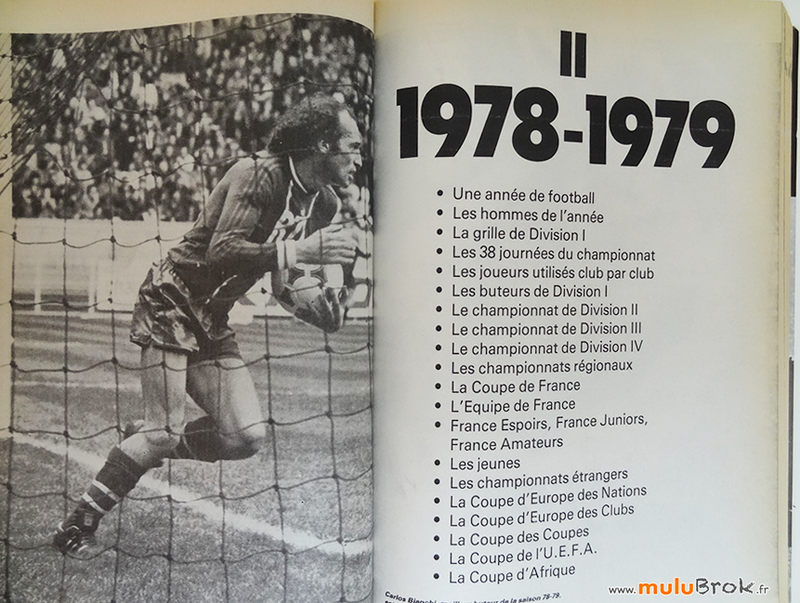 II
1978-1979
• Une année de football
• Les hommes de l'année
• La grille de Division I
• Les 38 journées du championnat
• Les joueurs utilisés club par club
• Les buteurs de Division I
• Le championnat de Division II
• Le championnat de Division III
• Le championnat de Division IV
• Les championnats régionaux
• La Coupe de France
• L'Equipe de France
• France Espoirs, France Juniors,
France Amateurs
• Les jeunes
• Les championnats étrangers
• La Coupe d'Europe des Nations
• La Coupe d'Europe des Clubs
• La Coupe des Coupes
• La Coupe de l'U.E.F.A.
• La Coupe d'Afrique
Carlos Bianchi, de la saison 78-79.
www.muluBrok.fr